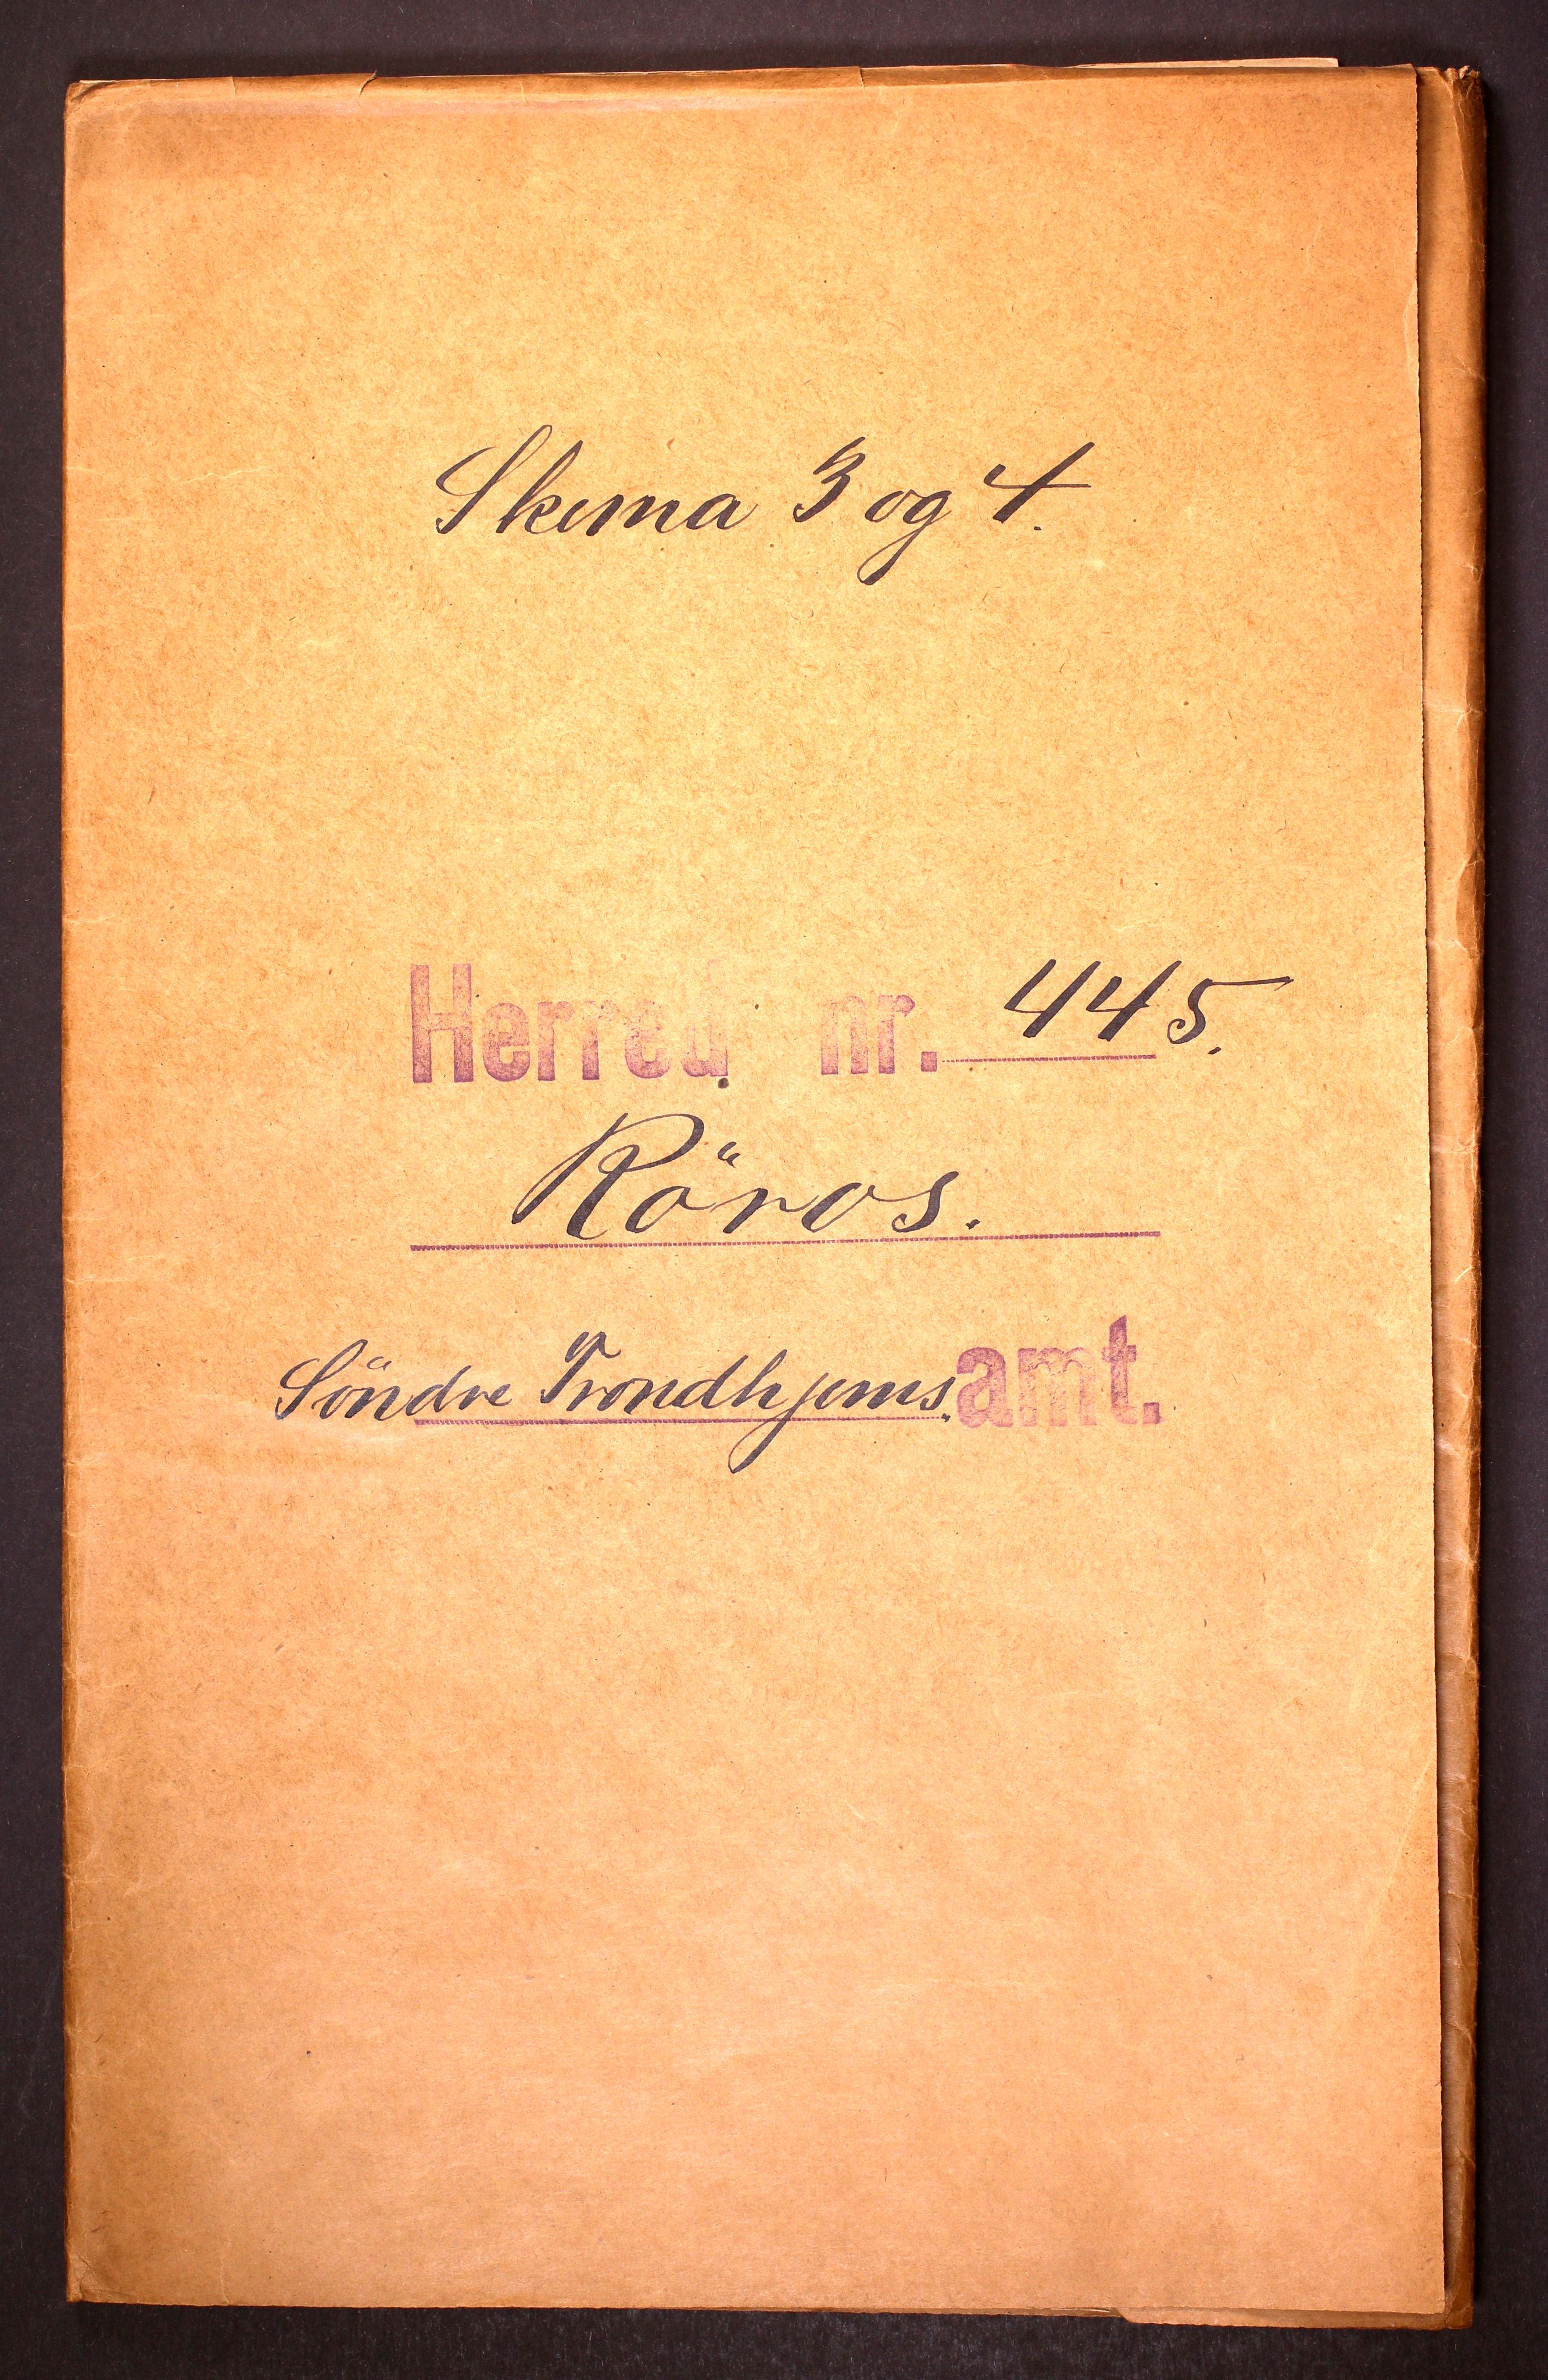 Skema 3 og 4.
Herred nr. 445.
Röros.
Söndre Trondhjems amt.